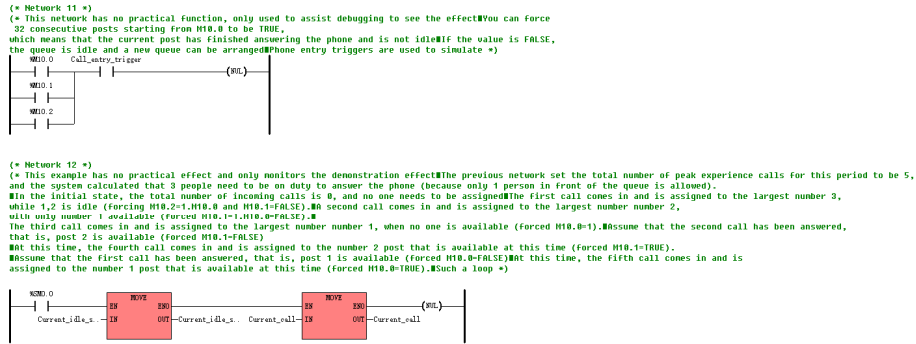 (* Network 11 *)
(* This network has no practical function, only used to assist debugging to see the effect■You can force
32 consecutive posts starting from M10.0 to be TRUE,
which means that the current post has finished answering the phone and is not idle■If the value is FALSE,
the queue is idle and a new queue can be arranged■Phone entry triggers are used to simulate *)
%M10.0 Call_entry_trigger
(NUL)
%M10.1
%M10.2
(* Network 12 *)
(* This example has no practical effect and only monitors the demonstration effect■The previous network set the total number of peak experience calls for this period to be 5,
and the system calculated that 3 people need to be on duty to answer the phone (because only 1 person in front of the queue is allowed).
■In the initial state, the total number of incoming calls is 0, and no one needs to be assigned■The first call comes in and is assigned to the largest number 3,
while 1,2 is idle (forcing M10.2=1.M10.0 and M10.1=FALSE).■A second call comes in and is assigned to the largest number number 2,
with only number 1 available (forced M10.1=1.M10.0=FALSE).■
The third call comes in and is assigned to the largest number number 1, when no one is available (forced M10.0=1).■Assume that the second call has been answered,
that is, post 2 is available (forced M10.1=FALSE)
■At this time, the fourth call comes in and is assigned to the number 2 post that is available at this time (forced M10.1=TRUE).
■Assume that the first call has been answered, that is, post 1 is available (forced M10.0=FALSE)■At this time, the fifth call comes in and is
assigned to the number 1 post that is available at this time (forced M10.0=TRUE).■Such a loop *)
%SM0.0 MOVE MOVE
EN ENO EN ENO (NUL)
Current_idle_s.. IN OUT Current_idle_s.. Current_call IN OUT Current_call